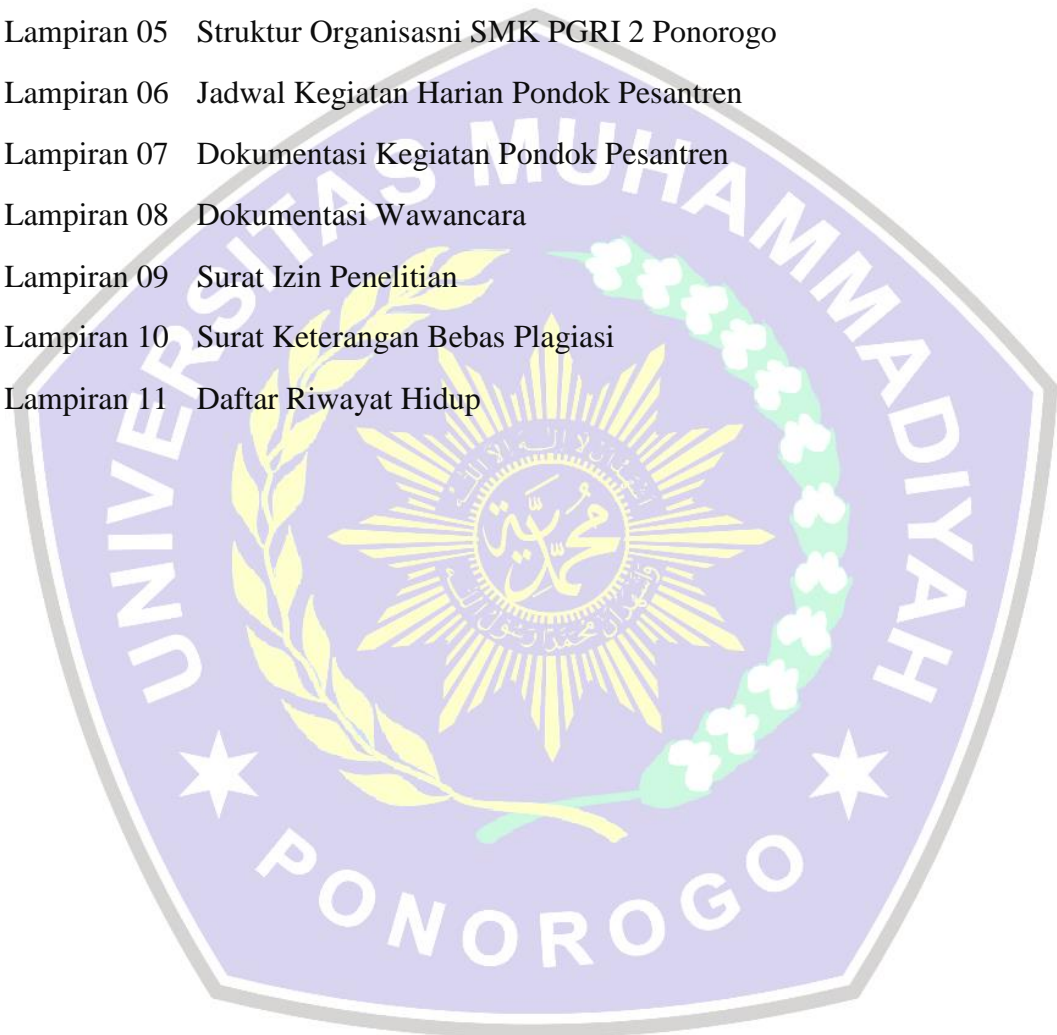 Lampiran 05 Struktur Organisasni SMK PGRI 2 Ponorogo
Lampiran 06 Jadwal Kegiatan Harian Pondok Pesantren
Lampiran 07 Dokumentasi Kegiatan Pondok Pesantren
Lampiran 08 Dokumentasi Wawancara
Lampiran 09 Surat Izin Penelitian
Lampiran 10 Surat Keterangan Bebas Plagiasi
Lampiran 11 Daftar Riwayat Hidup
UNIVERSITAS MUHAMMADIYAH
PONOROGO
محمدية